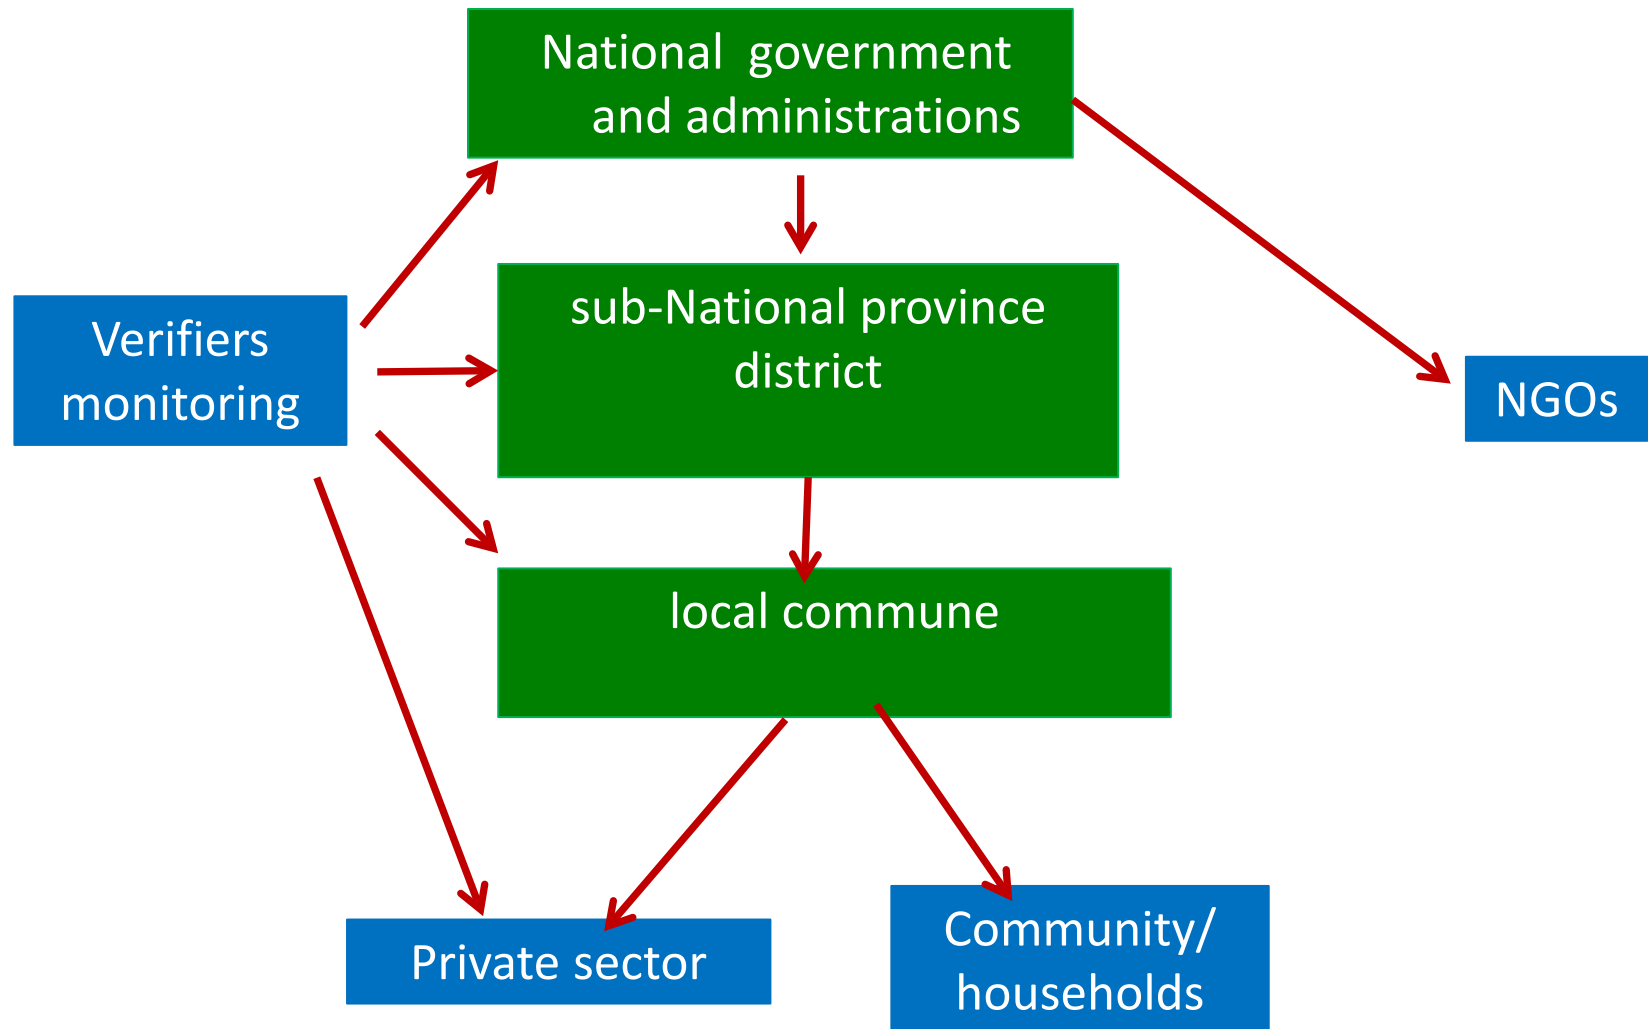 National  government
and administrations
sub-National province
district
Verifiers
monitoring
NGOs
local commune
Private sector
Community/
households